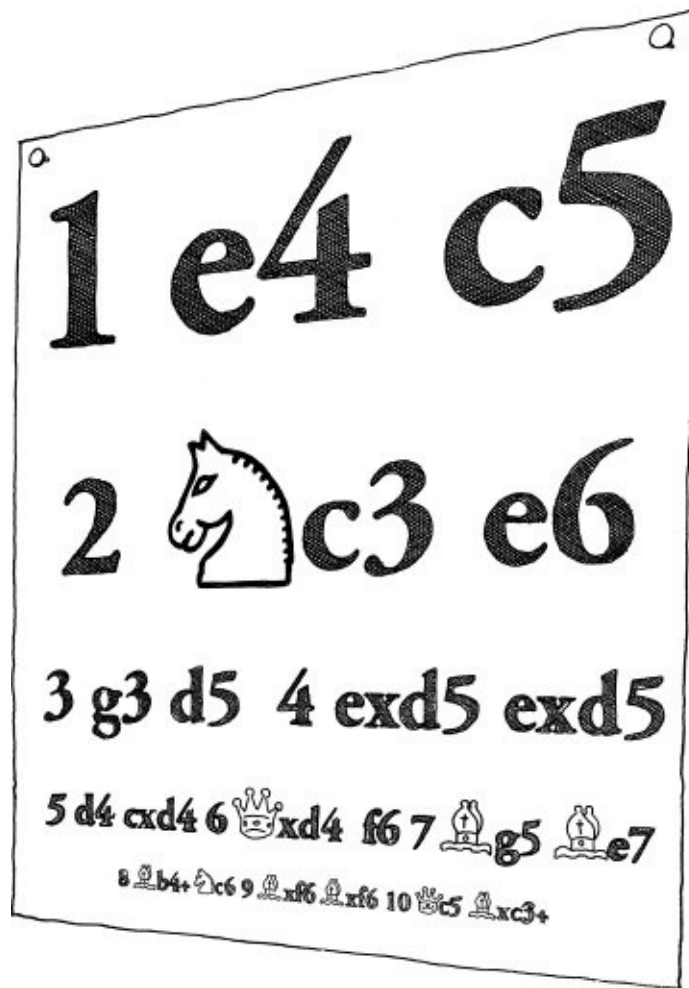 1 e4 c5
2 ♘c3 e6
3 g3 d5 4 exd5 exd5
5 d4 cxd4 6 ♕xd4 f6 7 ♗g5 ♗e7
8 ♗b4+ ♘c6 9 ♗xf6 ♗xf6 10 ♕c5 ♗xc3+